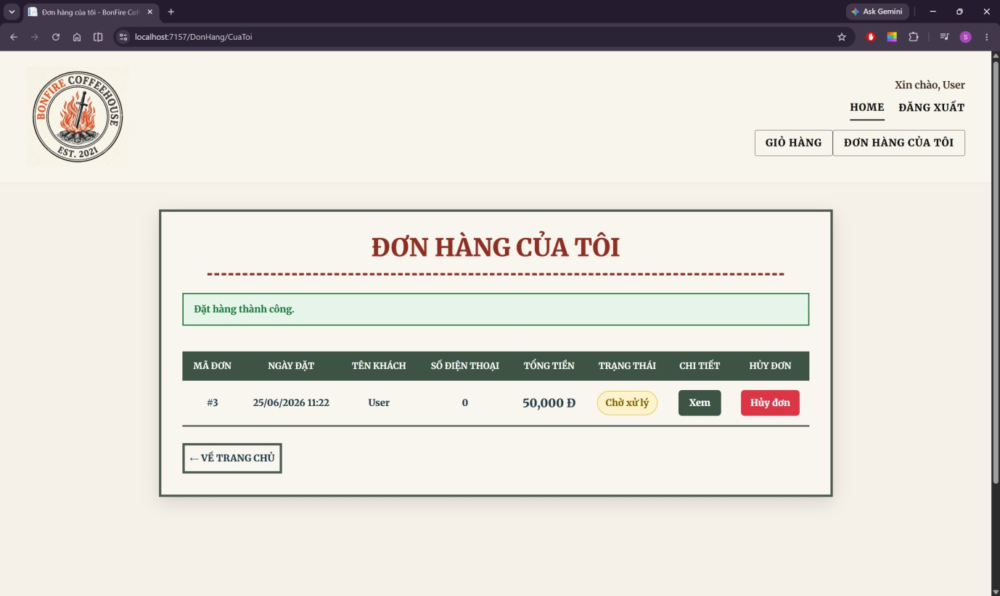 Đơn hàng của tôi - BonFire Cof
Ask Gemini
localhost:7157/DonHang/CuaToi
S
BONFIRE COFFEEHOUSE
EST. 2021
Xin chào, User
HOME ĐĂNG XUẤT
GIỎ HÀNG ĐƠN HÀNG CỦA TÔI
ĐƠN HÀNG CỦA TÔI
Đặt hàng thành công.
MÃ ĐƠN NGÀY ĐẶT TÊN KHÁCH SỐ ĐIỆN THOẠI TỔNG TIỀN TRẠNG THÁI CHI TIẾT HỦY ĐƠN
#3 25/06/2026 11:22 User 0 50,000 Đ Chờ xử lý Xem Hủy đơn
← VỀ TRANG CHỦ